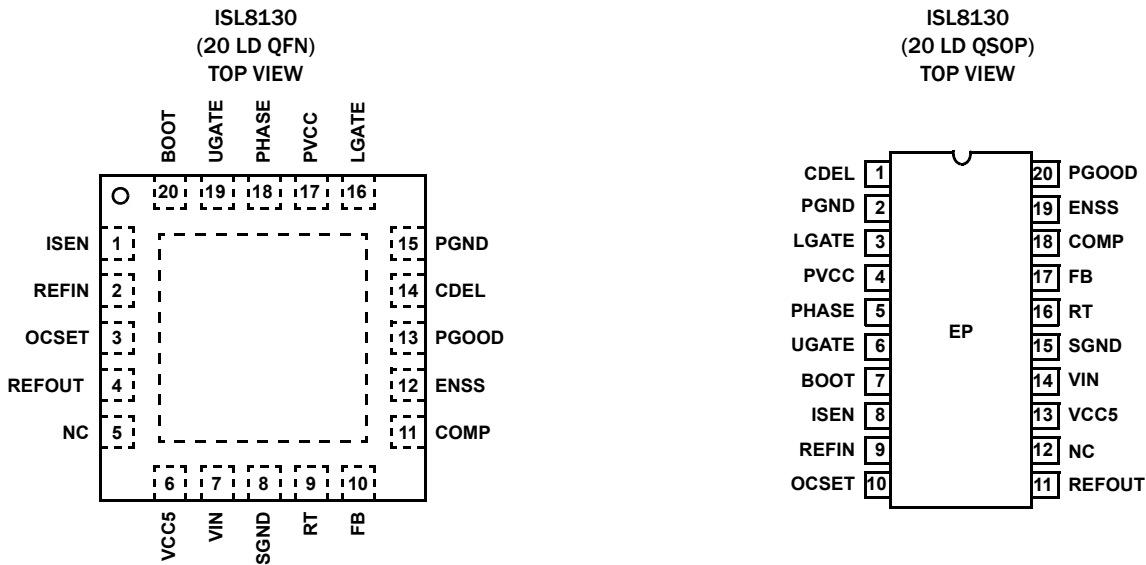 ISL8130
(20 LD QFN)
TOP VIEW
BOOT
UGATE
PHASE
PVCC
LGATE
20 19 18 17 16
ISEN 1
REFIN 2
OCSET 3
REFOUT 4
NC 5
15 PGND
14 CDEL
13 PGOOD
12 ENSS
11 COMP
6 7 8 9 10
VCC5
VIN
SGND
RT
FB
ISL8130
(20 LD QSOP)
TOP VIEW
CDEL 1
PGND 2
LGATE 3
PVCC 4
PHASE 5
UGATE 6
BOOT 7
ISEN 8
REFIN 9
OCSET 10
EP
20 PGOOD
19 ENSS
18 COMP
17 FB
16 RT
15 SGND
14 VIN
13 VCC5
12 NC
11 REFOUT